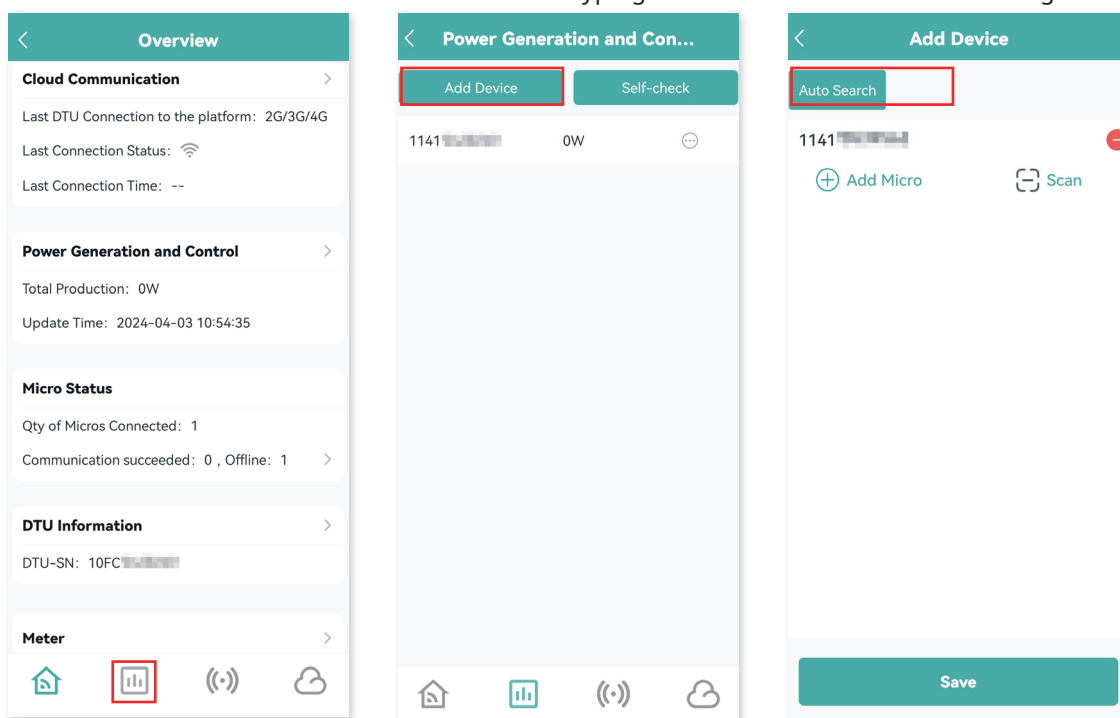 Overview
Cloud Communication
Last DTU Connection to the platform: 2G/3G/4G
Last Connection Status:
Last Connection Time: --
Power Generation and Control
Total Production: 0W
Update Time: 2024-04-03 10:54:35
Micro Status
Qty of Micros Connected: 1
Communication succeeded: 0 , Offline: 1
DTU Information
DTU-SN: 10FC
Meter
Power Generation and Con...
Add Device
Self-check
1141
0W
Add Device
Auto Search
1141
Add Micro
Scan
Save